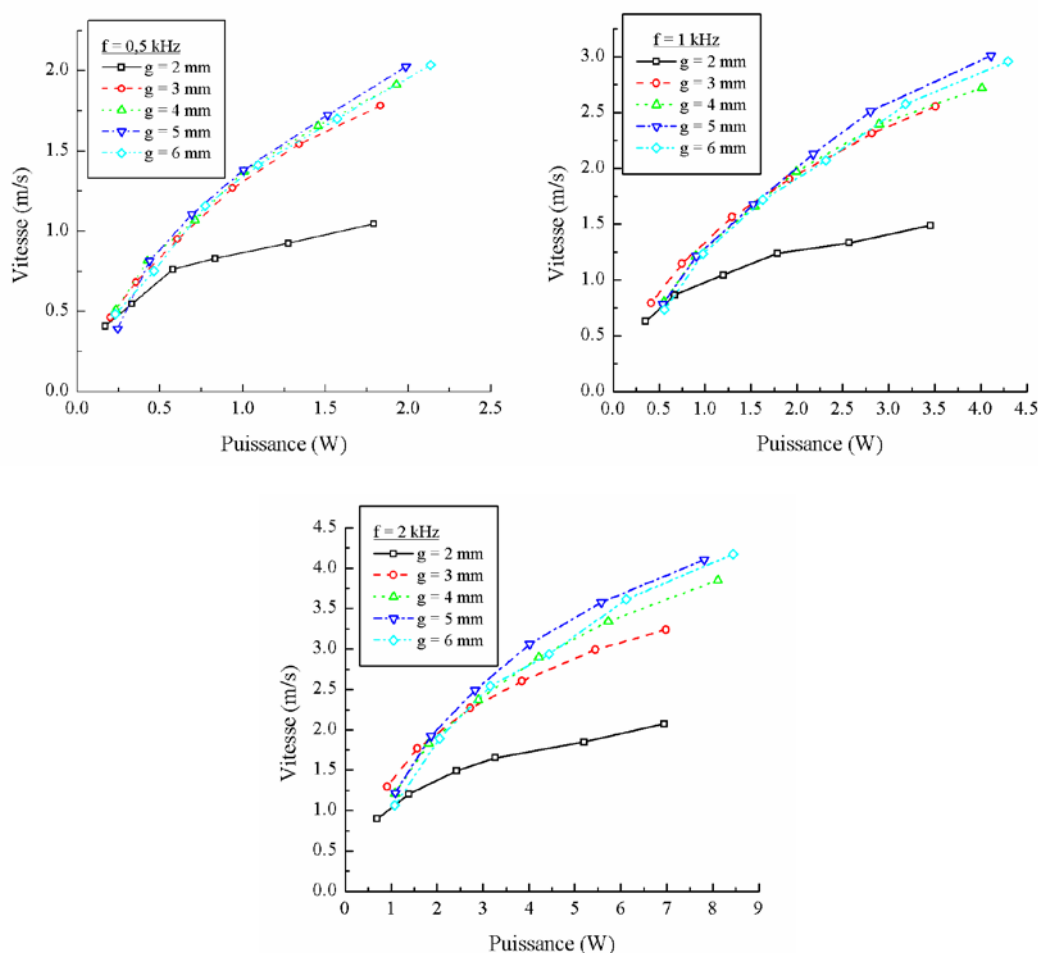 f = 0,5 kHz
g = 2 mm
g = 3 mm
g = 4 mm
g = 5 mm
g = 6 mm
Vitesse (m/s)
2.0
1.5
1.0
0.5
0.0
0.0 0.5 1.0 1.5 2.0 2.5
Puissance (W)
f = 1 kHz
g = 2 mm
g = 3 mm
g = 4 mm
g = 5 mm
g = 6 mm
Vitesse (m/s)
3.0
2.5
2.0
1.5
1.0
0.5
0.0
0.0 0.5 1.0 1.5 2.0 2.5 3.0 3.5 4.0 4.5
Puissance (W)
f = 2 kHz
g = 2 mm
g = 3 mm
g = 4 mm
g = 5 mm
g = 6 mm
Vitesse (m/s)
4.5
4.0
3.5
3.0
2.5
2.0
1.5
1.0
0.5
0.0
0 1 2 3 4 5 6 7 8 9
Puissance (W)